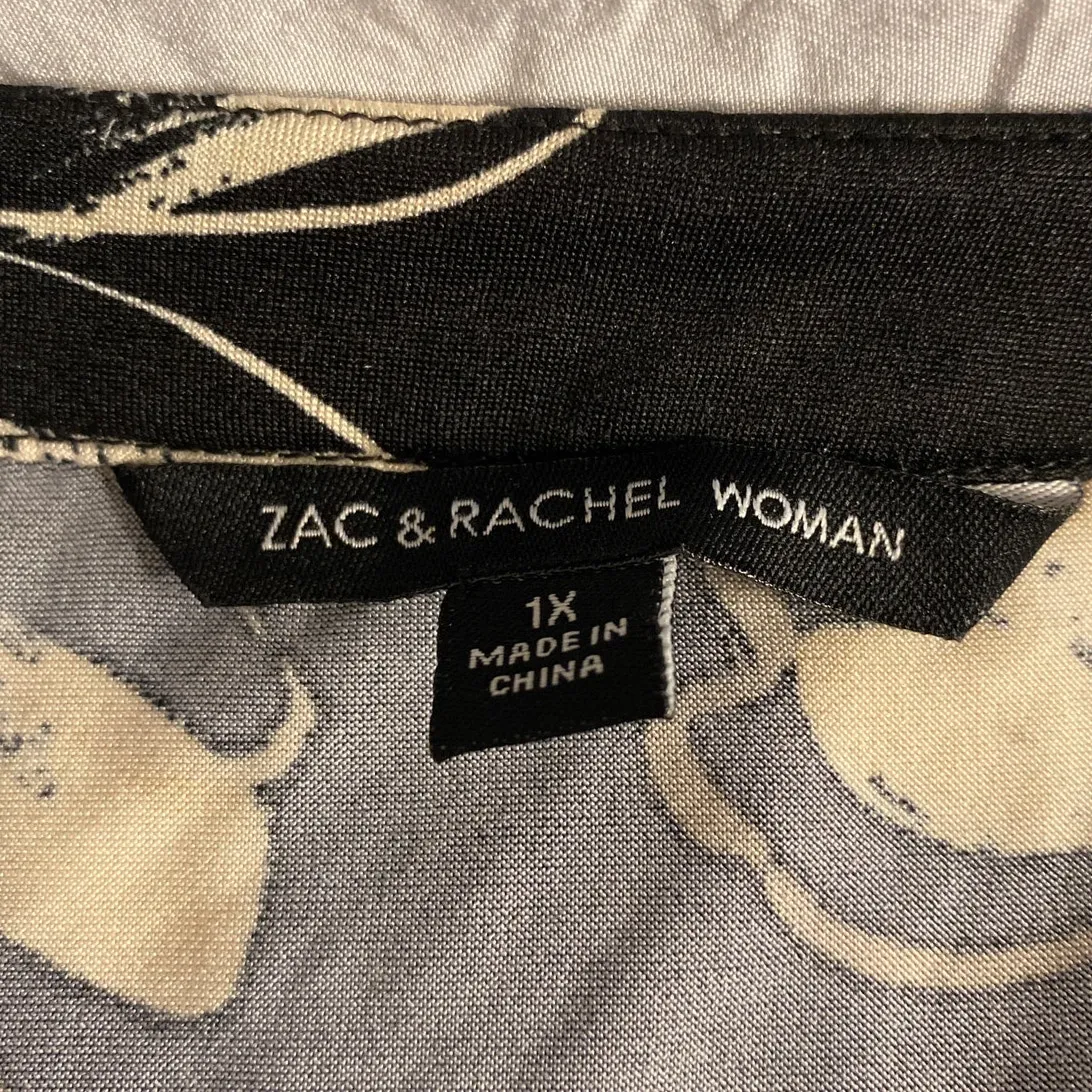 ZAC & RACHEL WOMAN
1X
MADE IN
CHINA